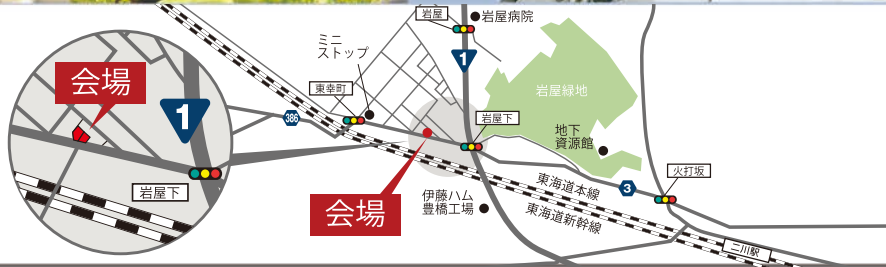 会場
1
岩屋下
386
東幸町
ミニ
ストップ
岩屋
岩屋病院
1
岩屋緑地
岩屋下
地下
資源館
火打坂
3
会場
伊藤ハム
豊橋工場
東海道本線
東海道新幹線
二川駅